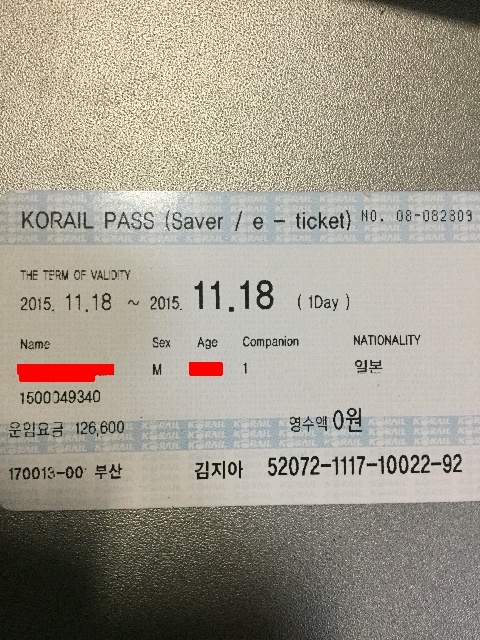 KORAIL PASS (Saver / e - ticket) NO. 08-082809
THE TERM OF VALIDITY
2015. 11.18 ~ 2015. 11.18 ( 1Day )
Name Sex Age Companion NATIONALITY
M 1 일본
1500049340
운임요금 126,600 영수액 0원
170013-00 부산 김지아 52072-1117-10022-92